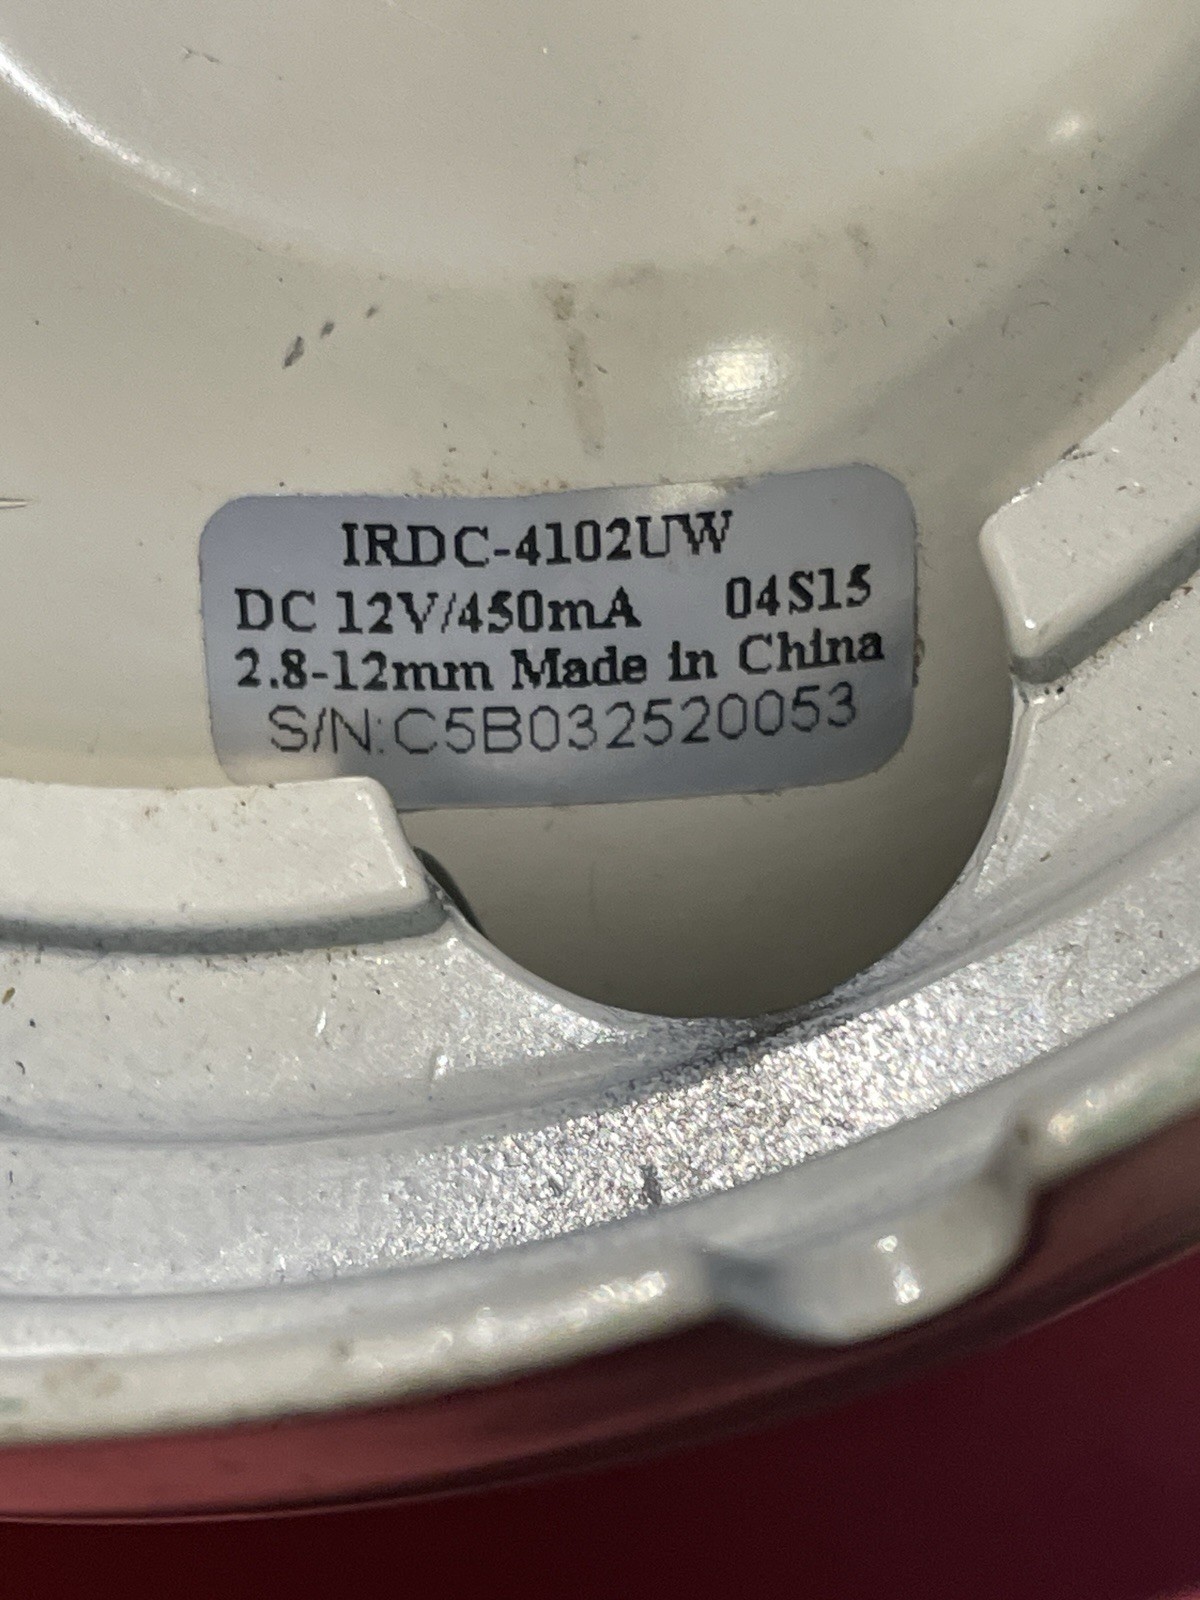 IRDC-4102UW
DC 12V/450mA 04S15
2.8-12mm Made in China
S/N:C5B032520053